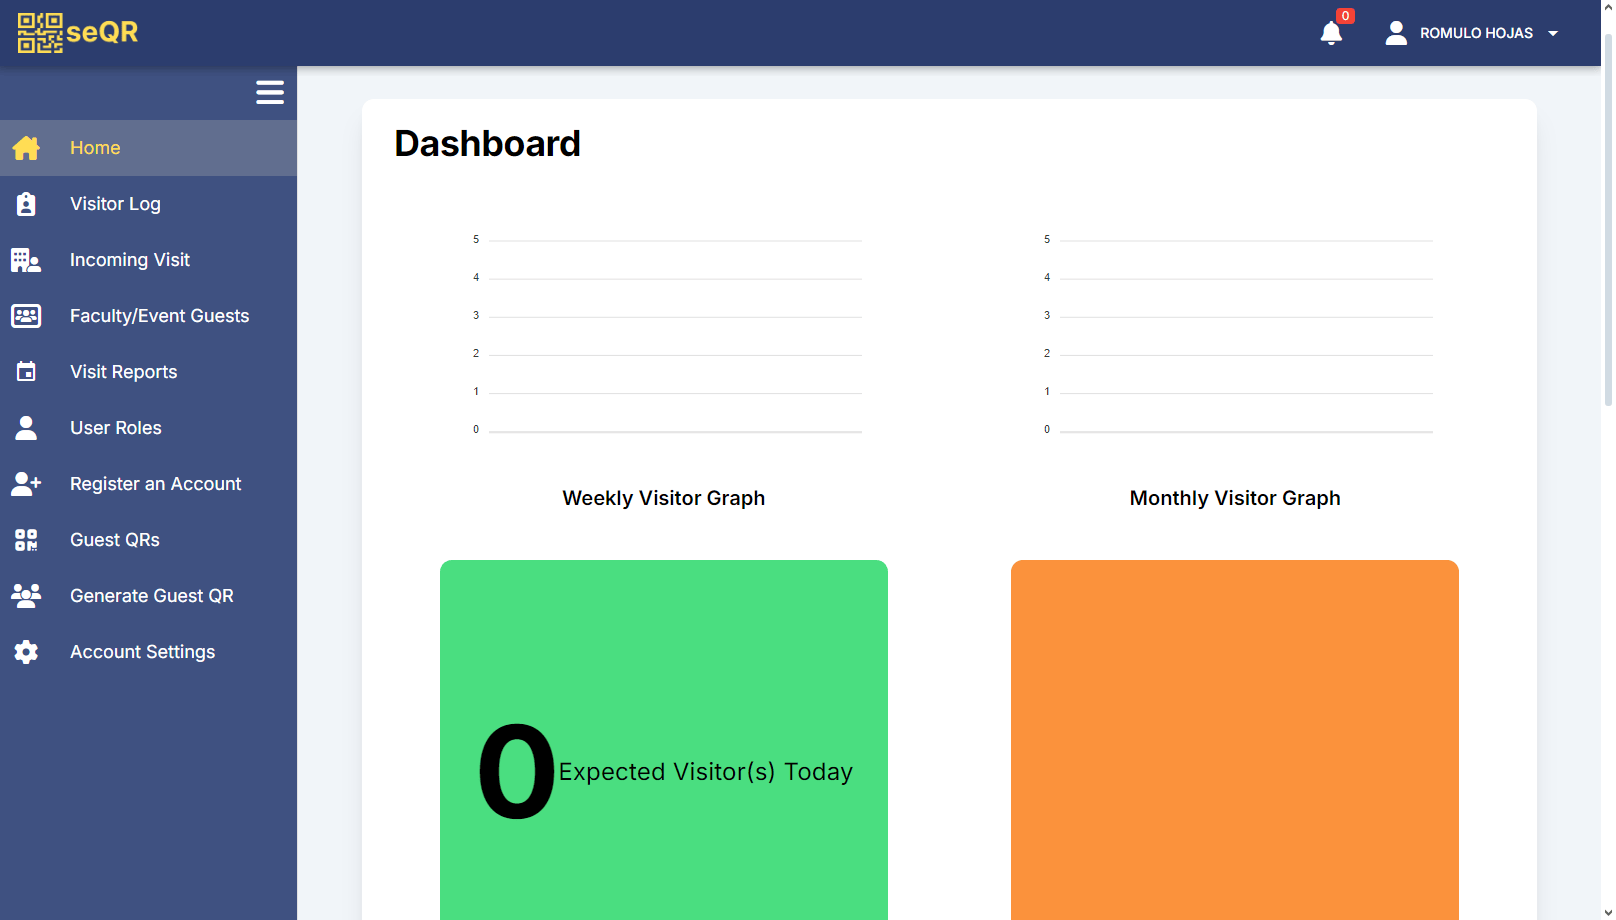 seQR
0
ROMULO HOJAS
Home
Visitor Log
Incoming Visit
Faculty/Event Guests
Visit Reports
User Roles
Register an Account
Guest QRs
Generate Guest QR
Account Settings
Dashboard
5
4
3
2
1
0
Weekly Visitor Graph
5
4
3
2
1
0
Monthly Visitor Graph
0 Expected Visitor(s) Today